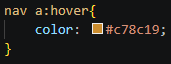 nav a:hover{
    color: #c78c19;
}